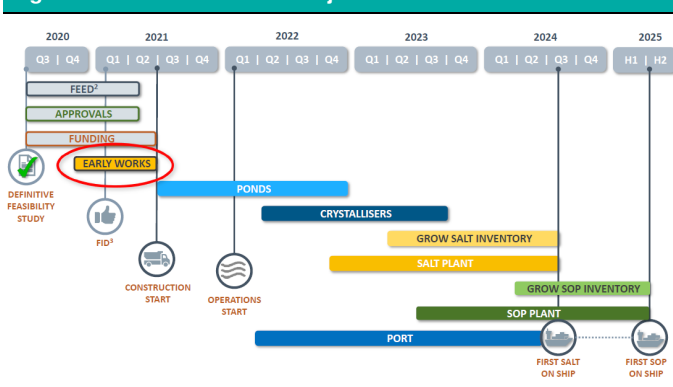 2020 2021 2022 2023 2024 2025
Q3 | Q4 Q1 | Q2 | Q3 | Q4 Q1 | Q2 | Q3 | Q4 Q1 | Q2 | Q3 | Q4 Q1 | Q2 | Q3 | Q4 H1 | H2
FEED²
APPROVALS
FUNDING
EARLY WORKS
DEFINITIVE
FEASIBILITY
STUDY
FID³
PONDS
CRYSTALLISERS
GROW SALT INVENTORY
SALT PLANT
CONSTRUCTION
START
OPERATIONS
START
GROW SOP INVENTORY
SOP PLANT
PORT
FIRST SALT
ON SHIP
FIRST SOP
ON SHIP